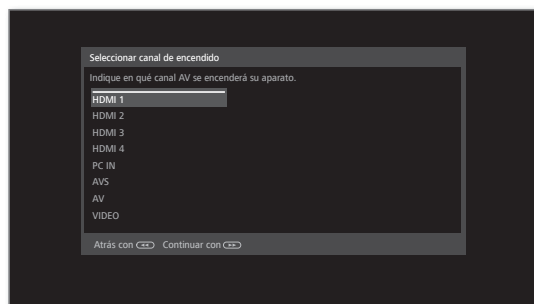 Seleccionar canal de encendido
Indique en qué canal AV se encenderá su aparato.
HDMI 1
HDMI 2
HDMI 3
HDMI 4
PC IN
AVS
AV
VIDEO
Atrás con ◄◄ Continuar con ►►